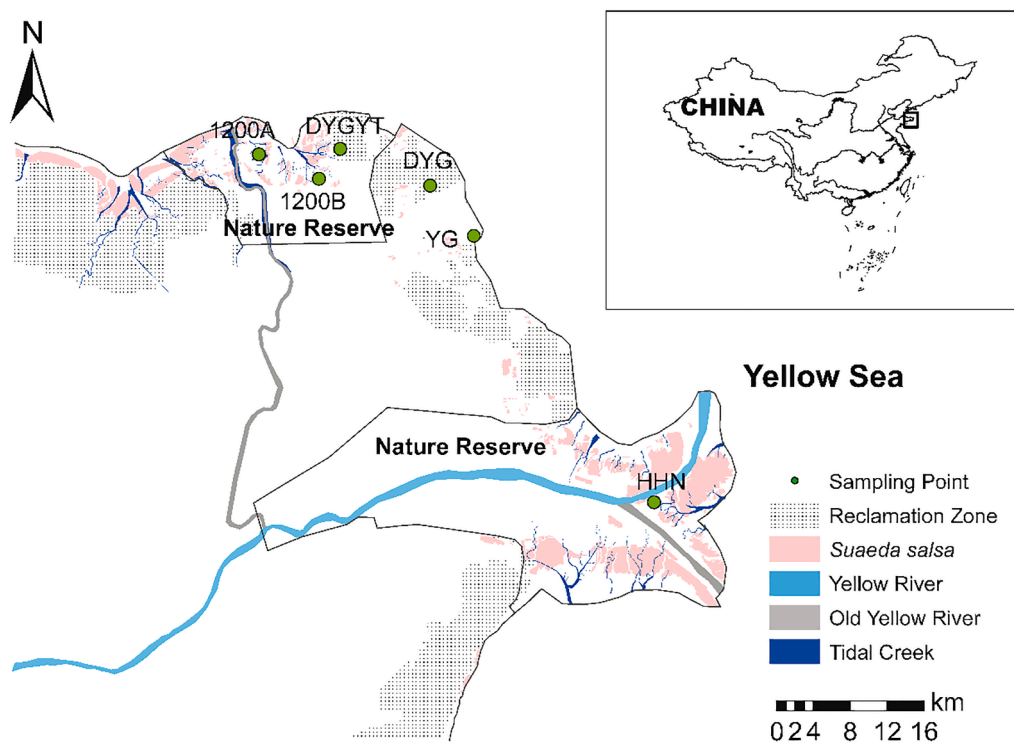 N
CHINA
1200A
DYGYT
DYG
1200B
Nature Reserve
YG
Yellow Sea
Nature Reserve
HHN
Sampling Point
Reclamation Zone
Suaeda salsa
Yellow River
Old Yellow River
Tidal Creek
km
0 2 4 8 12 16